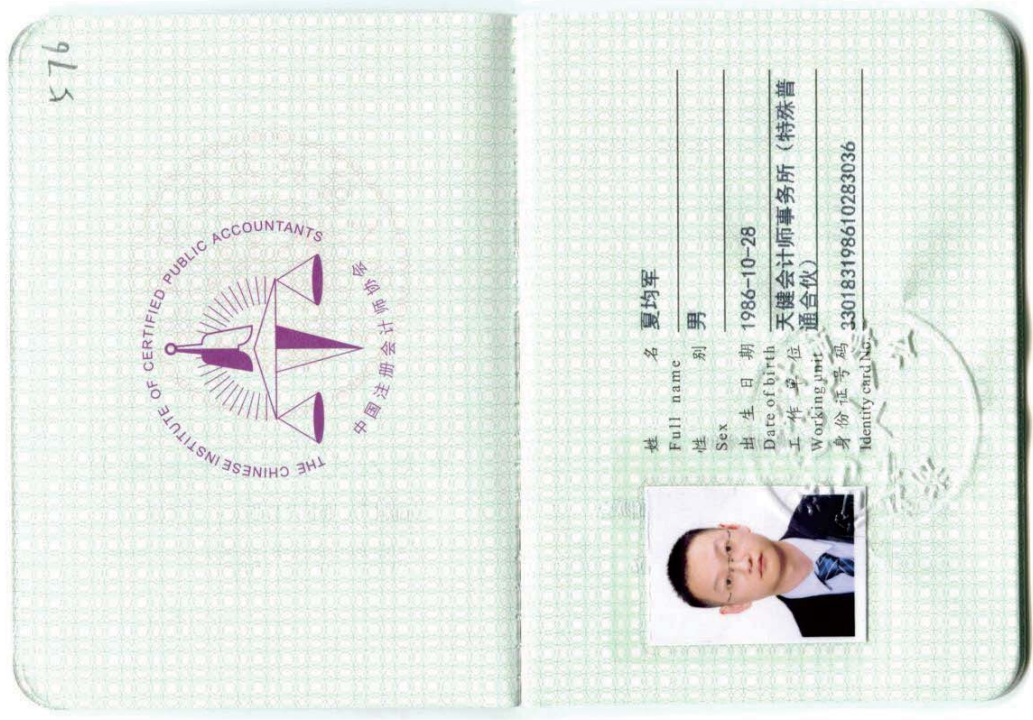 579
THE CHINESE INSTITUTE OF CERTIFIED PUBLIC ACCOUNTANTS
中国注册会计师协会
姓 名 夏均军
Full name
性 别 男
Sex
出 生 日 期 1986-10-28
Date of birth
工 作 单 位 天健会计师事务所（特殊普
Working unit 通合伙）
身份证号码 330183198610283036
Identity card No.